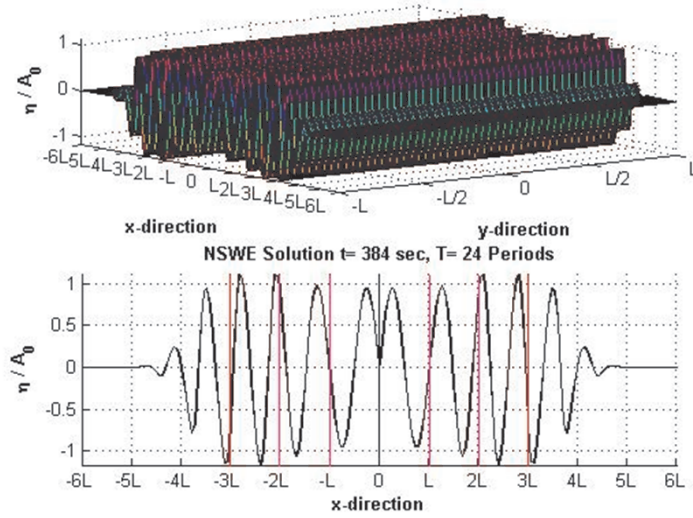 1
0
-1
η / A0
-6L 5L 4L 3L 2L -L 0 L 2L 3L 4L 5L 6L
-L -L/2 0 L/2 L
x-direction
y-direction
NSWE Solution t= 384 sec, T= 24 Periods
1
0.5
0
-0.5
-1
η / A0
-6L -5L -4L -3L -2L -L 0 L 2L 3L 4L 5L 6L
x-direction